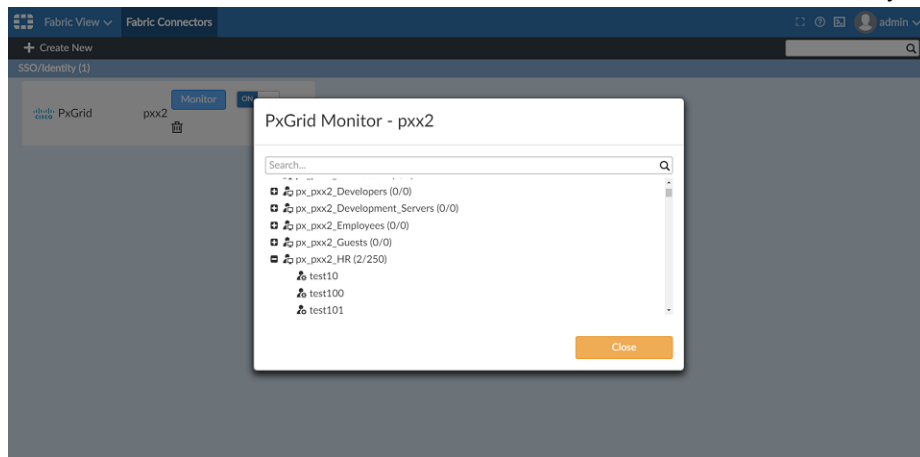 Fabric View Fabric Connectors admin
Create New
SSO/Identity (1)
Monitor ON
CISCO PxGrid pxx2
PxGrid Monitor - pxx2
Search...
px_pxx2_Developers (0/0)
px_pxx2_Development_Servers (0/0)
px_pxx2_Employees (0/0)
px_pxx2_Guests (0/0)
px_pxx2_HR (2/250)
test10
test100
test101
Close